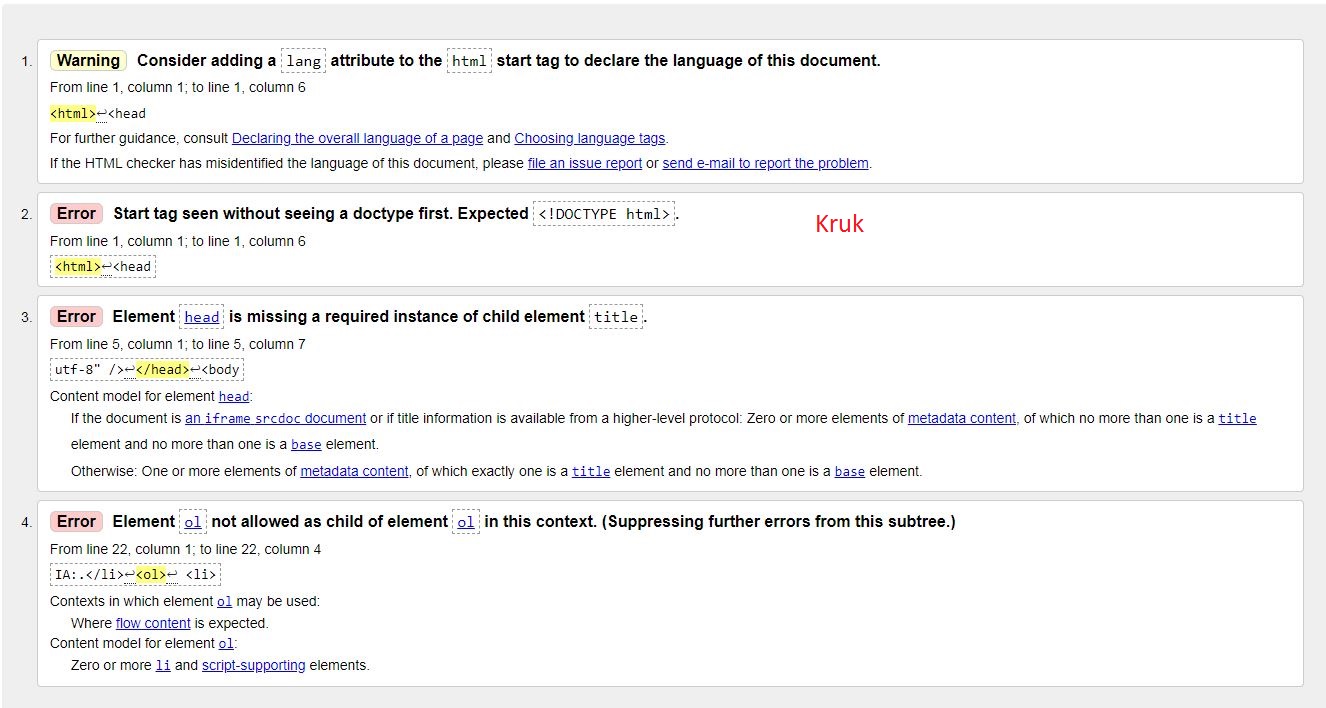 1. Warning Consider adding a lang attribute to the html start tag to declare the language of this document.
From line 1, column 1; to line 1, column 6
<html>↩<head
For further guidance, consult Declaring the overall language of a page and Choosing language tags.
If the HTML checker has misidentified the language of this document, please file an issue report or send e-mail to report the problem.
2. Error Start tag seen without seeing a doctype first. Expected <!DOCTYPE html>.
Kruk
From line 1, column 1; to line 1, column 6
<html>↩<head
3. Error Element head is missing a required instance of child element title.
From line 5, column 1; to line 5, column 7
utf-8" />↩</head>↩<body
Content model for element head:
If the document is an iframe srcdoc document or if title information is available from a higher-level protocol: Zero or more elements of metadata content, of which no more than one is a title
element and no more than one is a base element.
Otherwise: One or more elements of metadata content, of which exactly one is a title element and no more than one is a base element.
4. Error Element ol not allowed as child of element ol in this context. (Suppressing further errors from this subtree.)
From line 22, column 1; to line 22, column 4
IA:.</li>↩<ol>↩ <li>
Contexts in which element ol may be used:
Where flow content is expected.
Content model for element ol:
Zero or more li and script-supporting elements.